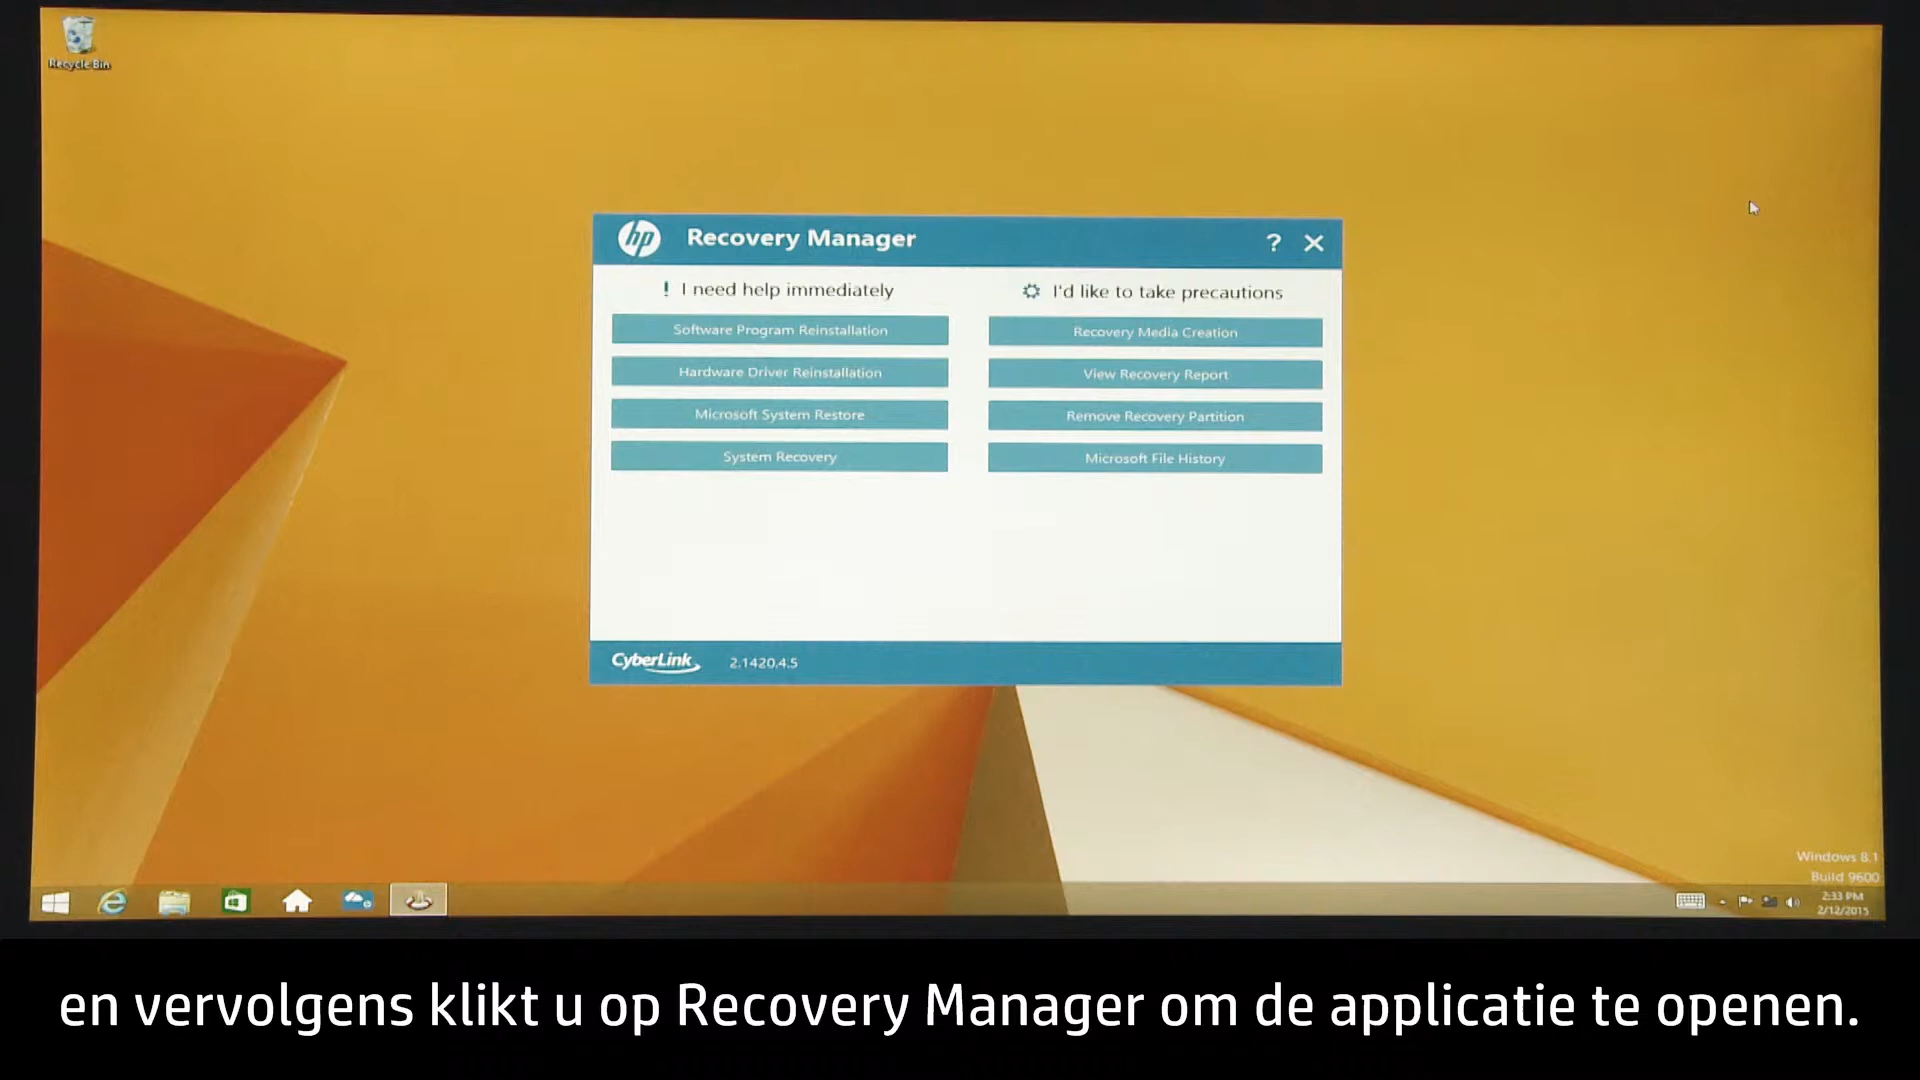 Recycle Bin
hp
Recovery Manager
? X
! I need help immediately
I'd like to take precautions
Software Program Reinstallation
Recovery Media Creation
Hardware Driver Reinstallation
View Recovery Report
Microsoft System Restore
Remove Recovery Partition
System Recovery
Microsoft File History
CyberLink 2.1420.4.5
Windows 8.1
Build 9600
2:33 PM
2/12/2015
en vervolgens klikt u op Recovery Manager om de applicatie te openen.